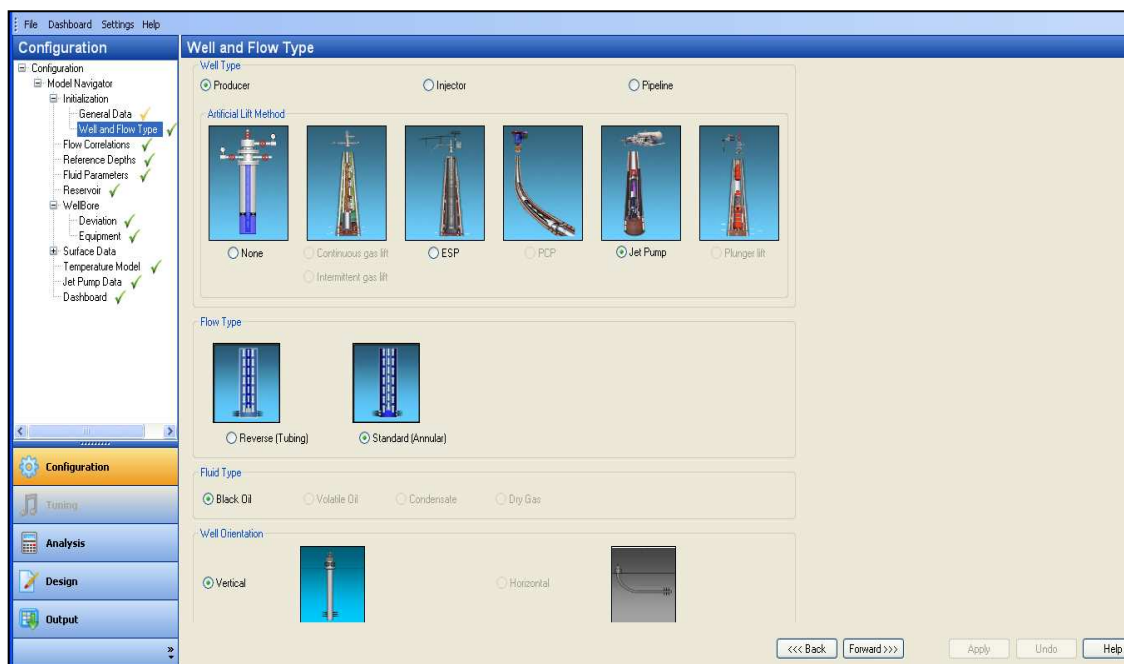 File Dashboard Settings Help
Configuration
Configuration
Model Navigator
Initialization
General Data
Well and Flow Type
Flow Correlations
Reference Depths
Fluid Parameters
Reservoir
WellBore
Deviation
Equipment
Surface Data
Temperature Model
Jet Pump Data
Dashboard
Configuration
Tuning
Analysis
Design
Output
Well and Flow Type
Well Type
Producer Injector Pipeline
Artificial Lift Method
None Continuous gas lift ESP PCP Jet Pump Plunger lift
Intermittent gas lift
Flow Type
Reverse (Tubing) Standard (Annular)
Fluid Type
Black Oil Volatile Oil Condensate Dry Gas
Well Orientation
Vertical Horizontal
<<< Back Forward >>> Apply Undo Help